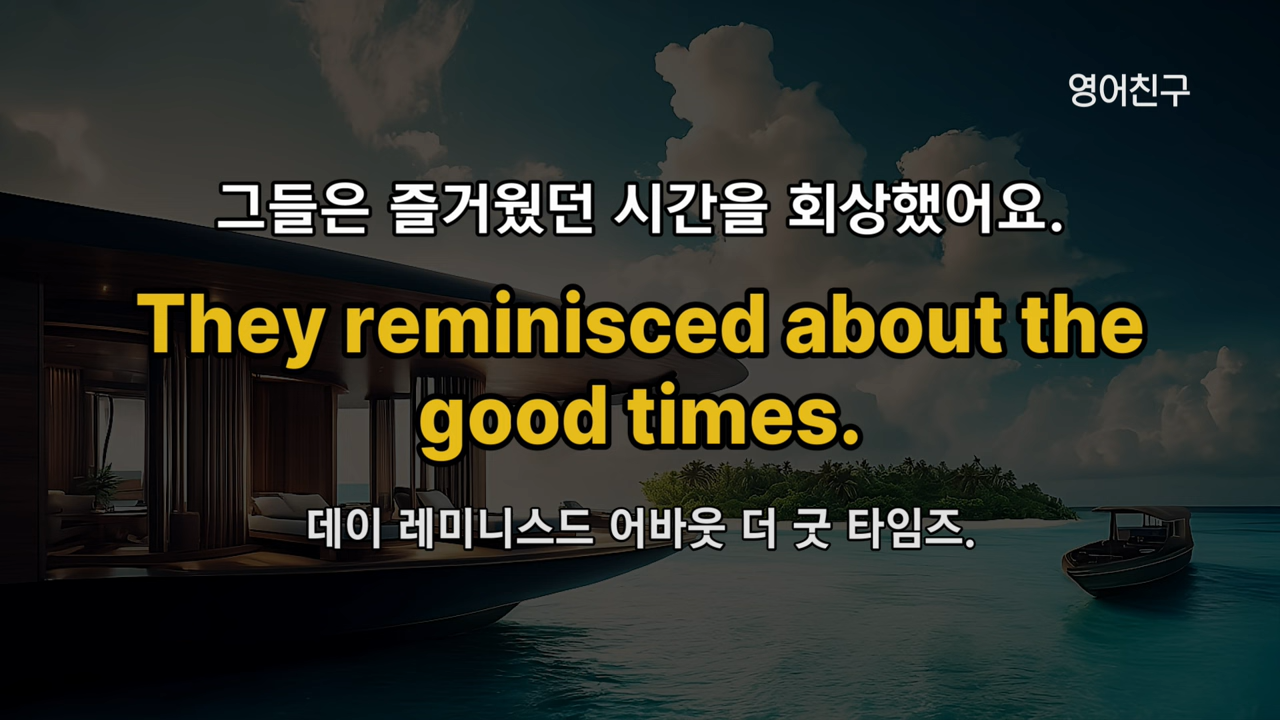 영어친구
그들은 즐거웠던 시간을 회상했어요.
They reminisced about the
good times.
데이 레미니스드 어바웃 더 굿 타임즈.